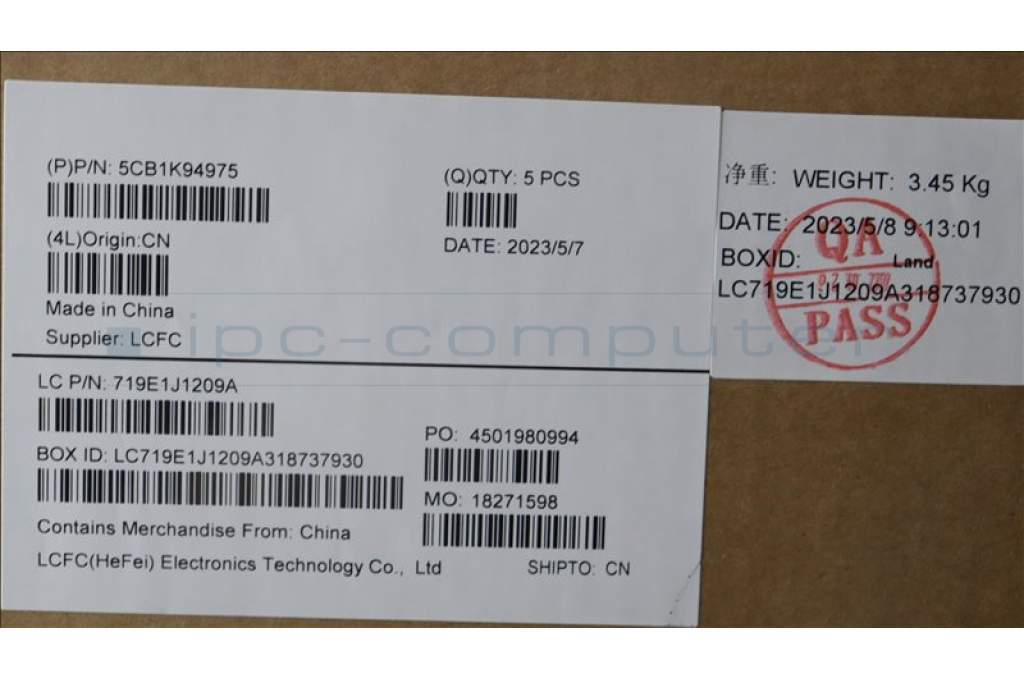 (P)P/N: 5CB1K94975
(Q)QTY: 5 PCS
(4L)Origin:CN
DATE: 2023/5/7
Made in China
Supplier: LCFC
LC P/N: 719E1J1209A
PO: 4501980994
BOX ID: LC719E1J1209A318737930
MO: 18271598
Contains Merchandise From: China
LCFC(HeFei) Electronics Technology Co., Ltd
SHIPTO: CN
净重: WEIGHT: 3.45 Kg
DATE: 2023/5/8 9:13:01
BOXID: Land
LC719E1J1209A318737930
QA
PASS
ipc-computer